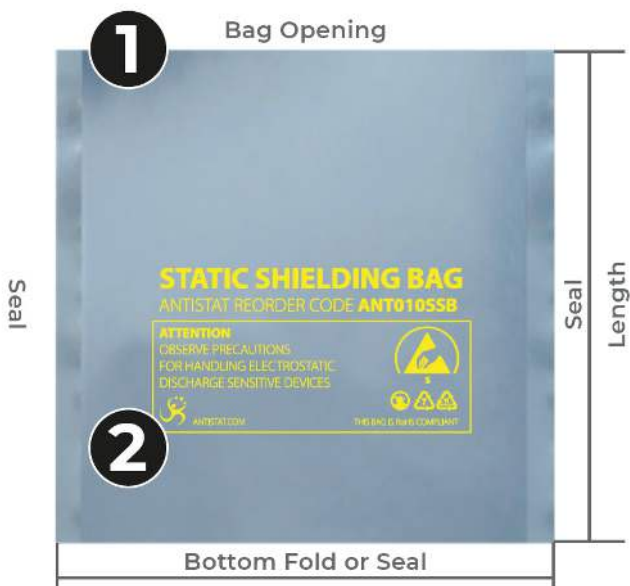 1
Bag Opening
STATIC SHIELDING BAG
ANTISTAT REORDER CODE ANT010SSB
ATTENTION
OBSERVE PRECAUTIONS
FOR HANDLING ELECTROSTATIC
DISCHARGE SENSITIVE DEVICES
S
ANTISTAT.COM
THIS BAG IS RoHS COMPLIANT
2
Seal
Seal
Length
Bottom Fold or Seal